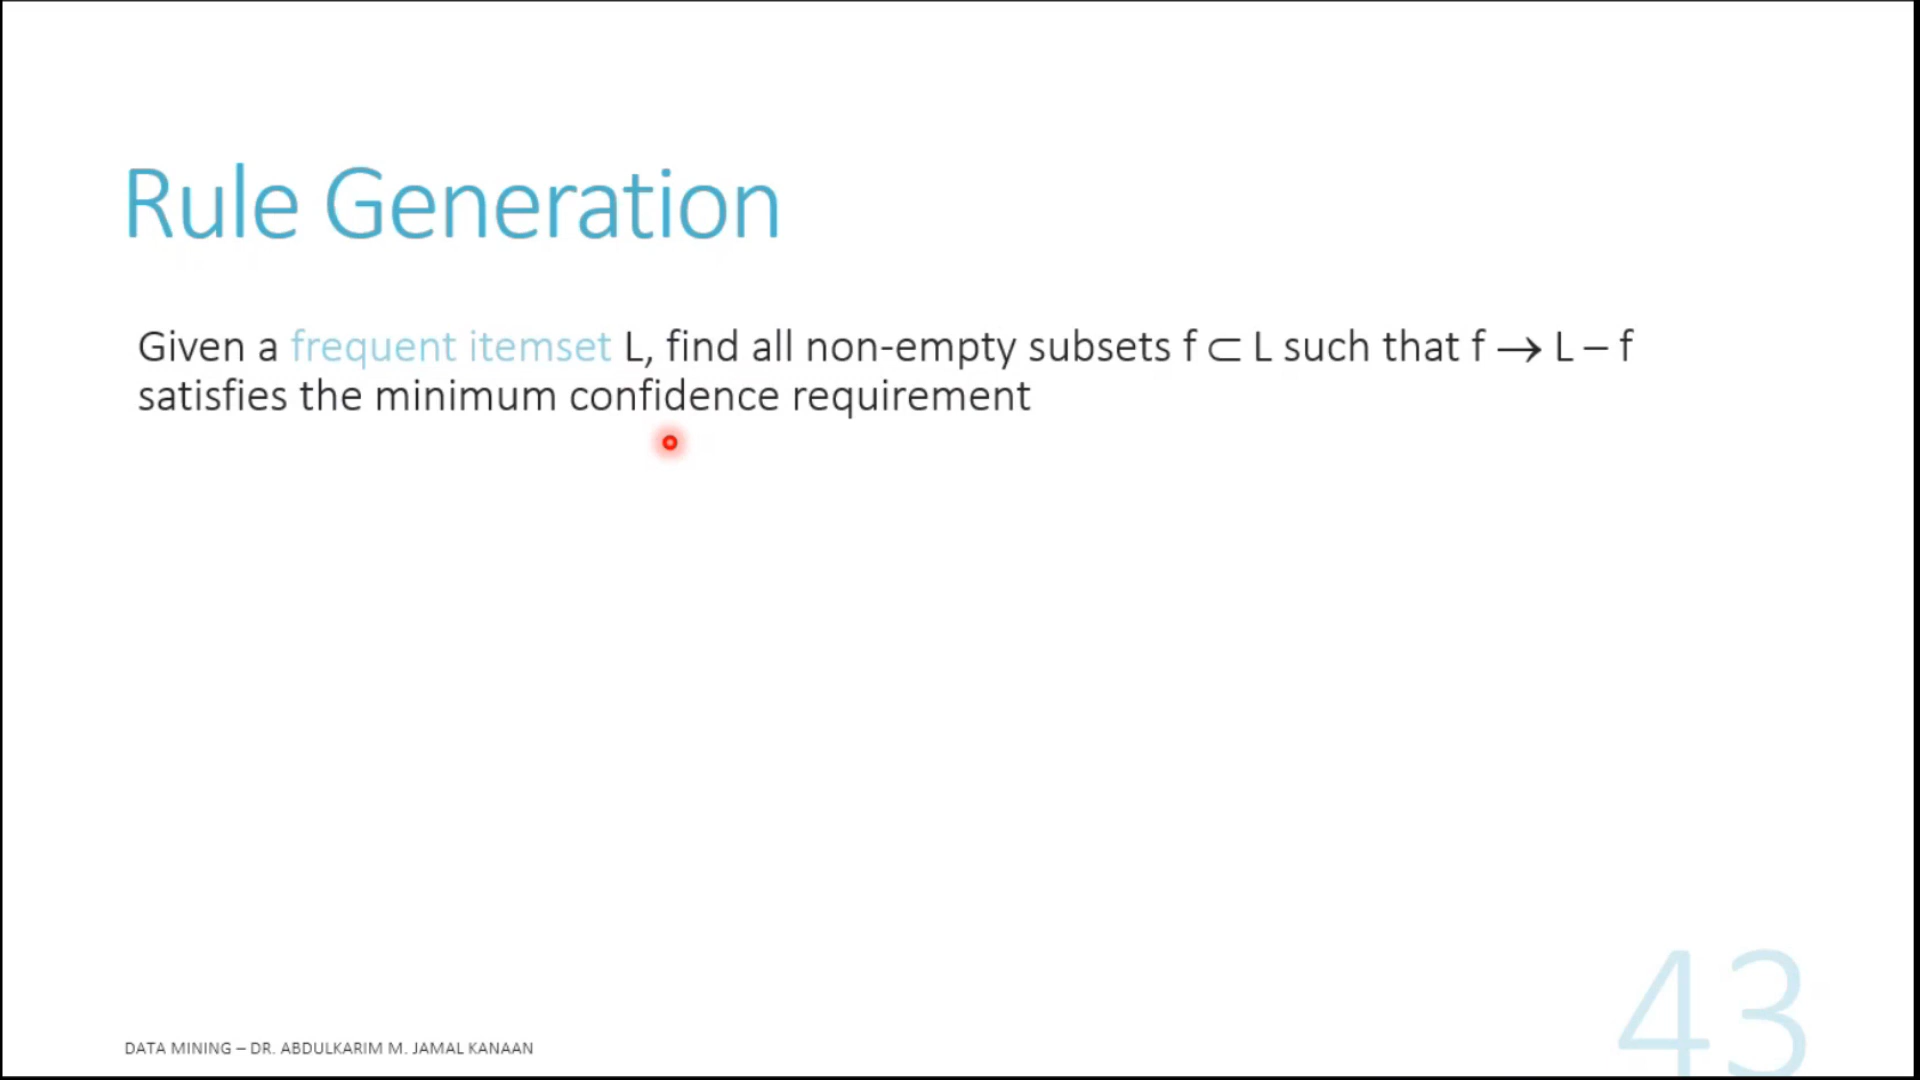 Rule Generation
Given a frequent itemset L, find all non-empty subsets f ⊂ L such that f → L – f
satisfies the minimum confidence requirement
DATA MINING – DR. ABDULKARIM M. JAMAL KANAAN
43